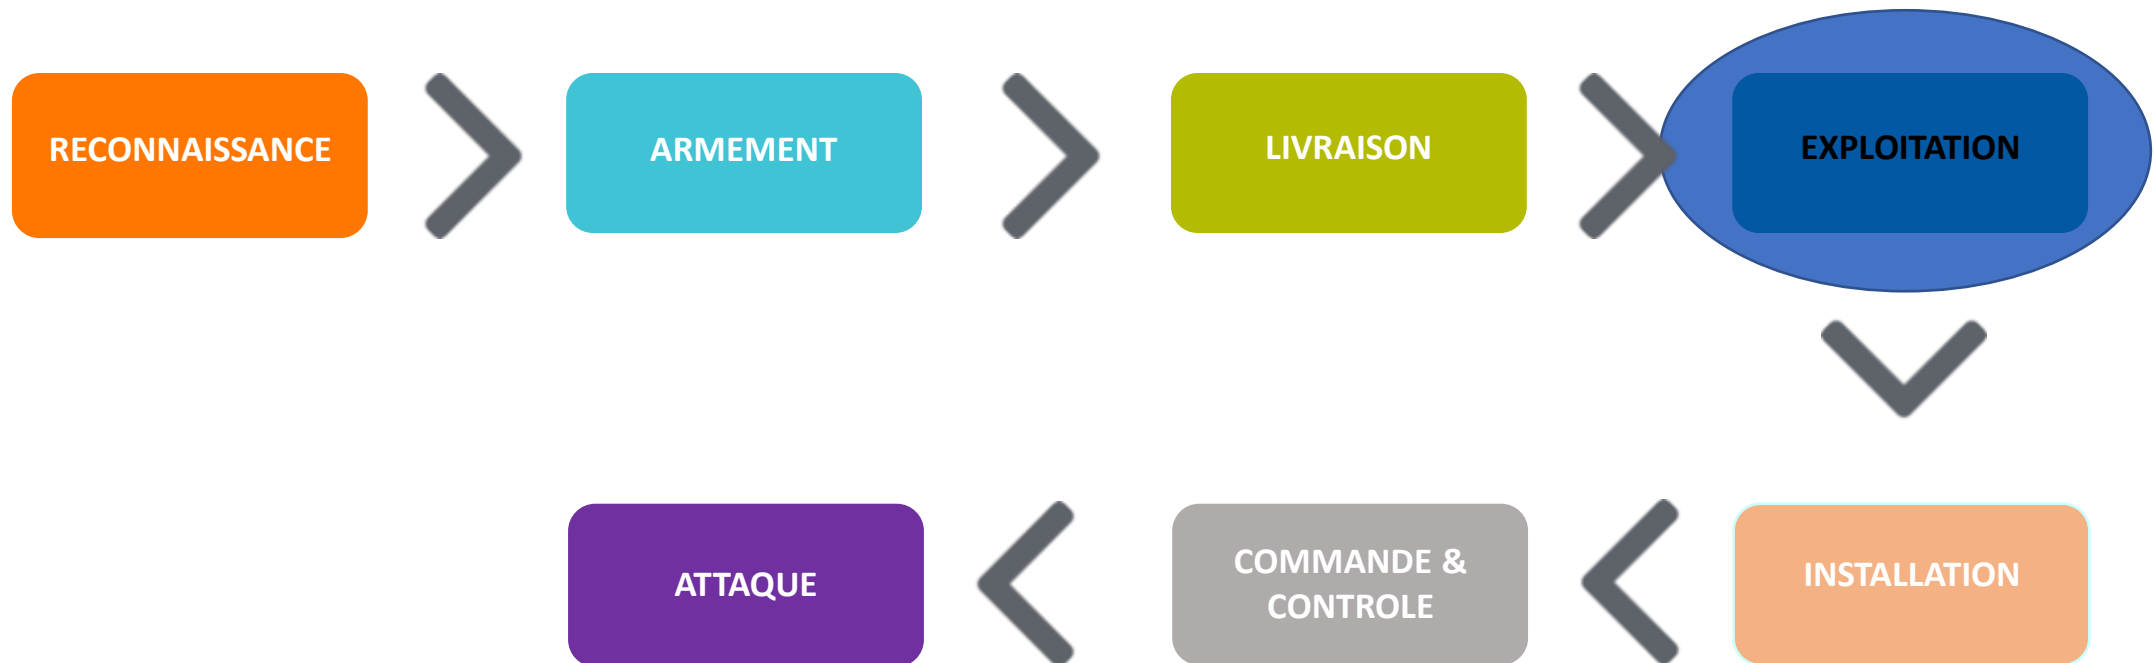 RECONNAISSANCE
ARMEMENT
LIVRAISON
EXPLOITATION
INSTALLATION
COMMANDE &
CONTROLE
ATTAQUE